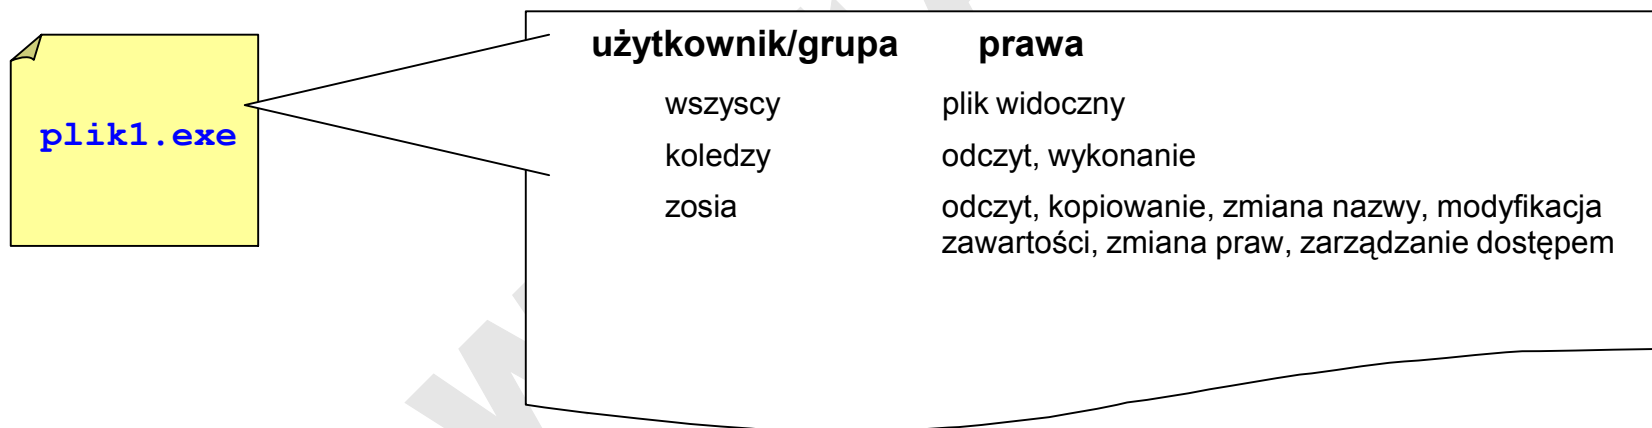 plik1.exe
użytkownik/grupa prawa
wszyscy plik widoczny
koledzy odczyt, wykonanie
zosia odczyt, kopiowanie, zmiana nazwy, modyfikacja
zawartości, zmiana praw, zarządzanie dostępem